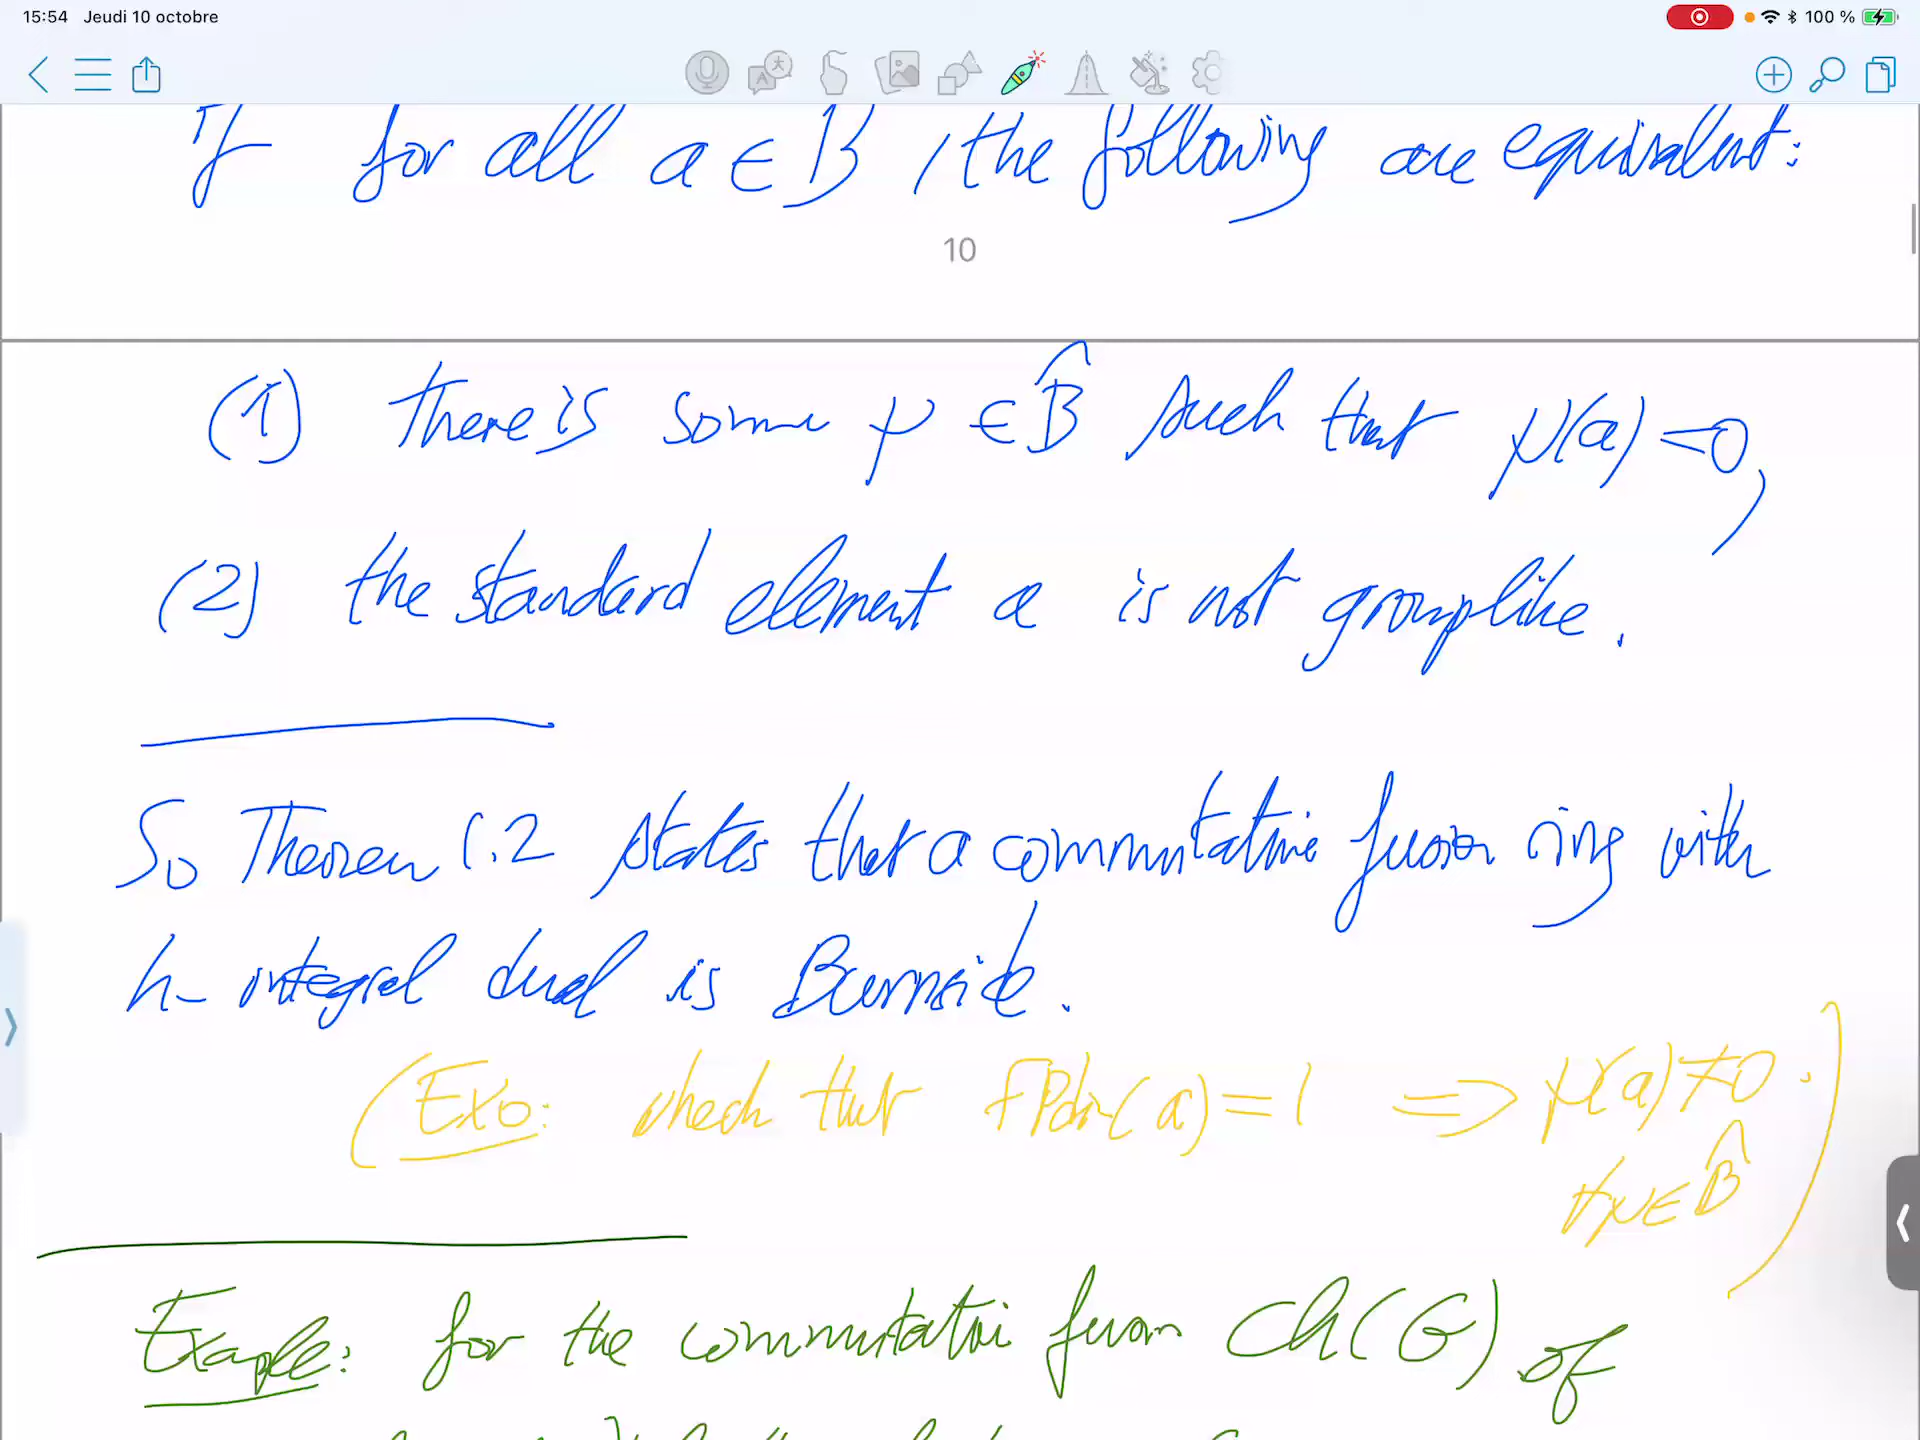 15:54 Jeudi 10 octobre 100 %
If for all a ∈ B, the following are equivalent:
10
(1) there is some μ ∈ B̂ such that μ(a) = 0,
(2) the standard element a is not grouplike.
So Theorem 1.2 states that a commutative fusion ring with
h-integral dual is Burnside.
(Exo: check that FPdim(a) = 1 ⟹ μ(a) ≠ 0.
∀μ ∈ B̂)
Example: for the commutative fusion Ch(G) of